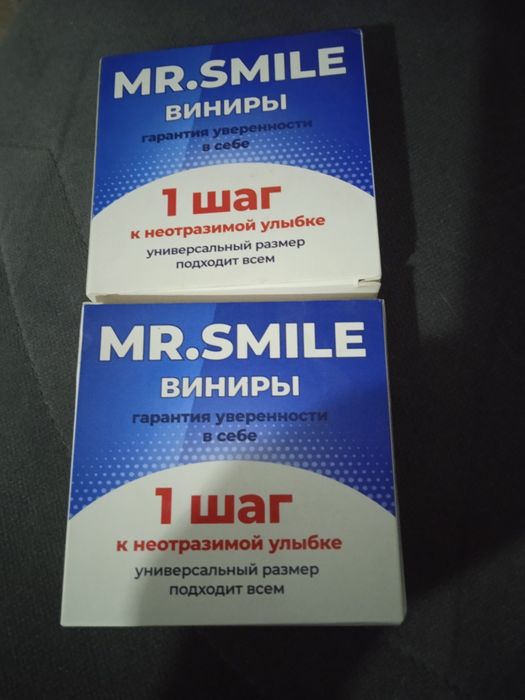 MR.SMILE
ВИНИРЫ
гарантия уверенности
в себе
1 шаг
к неотразимой улыбке
универсальный размер
подходит всем
MR.SMILE
ВИНИРЫ
гарантия уверенности
в себе
1 шаг
к неотразимой улыбке
универсальный размер
подходит всем